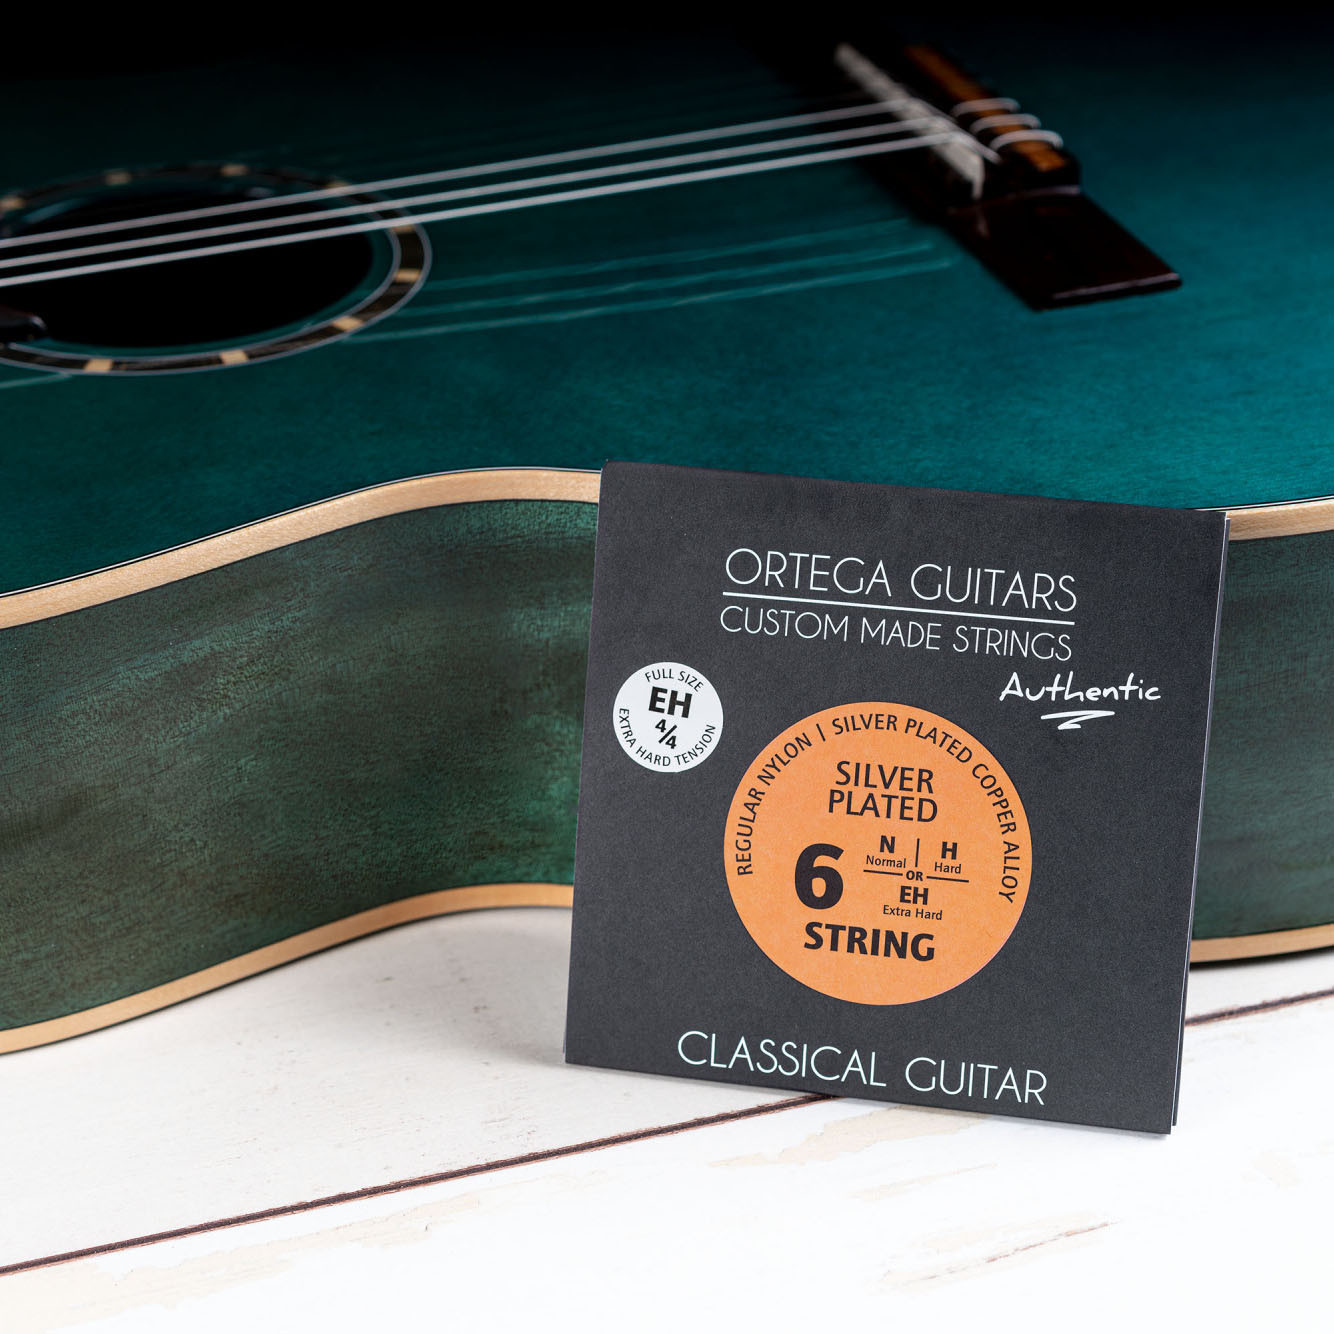 ORTEGA GUITARS
CUSTOM MADE STRINGS
Authentic
FULL SIZE
EH
4/4
EXTRA HARD TENSION
REGULAR NYLON | SILVER PLATED COPPER ALLOY
SILVER
PLATED
6
N | H
Normal | Hard
OR
EH
Extra Hard
STRING
CLASSICAL GUITAR